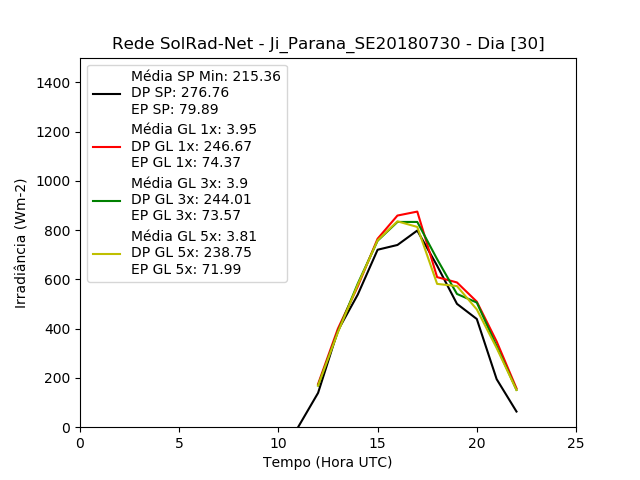 Rede SolRad-Net - Ji_Parana_SE20180730 - Dia [30]
Média SP Min: 215.36
DP SP: 276.76
EP SP: 79.89
Média GL 1x: 3.95
DP GL 1x: 246.67
EP GL 1x: 74.37
Média GL 3x: 3.9
DP GL 3x: 244.01
EP GL 3x: 73.57
Média GL 5x: 3.81
DP GL 5x: 238.75
EP GL 5x: 71.99
Irradiância (Wm-2)
1400
1200
1000
800
600
400
200
0
0 5 10 15 20 25
Tempo (Hora UTC)